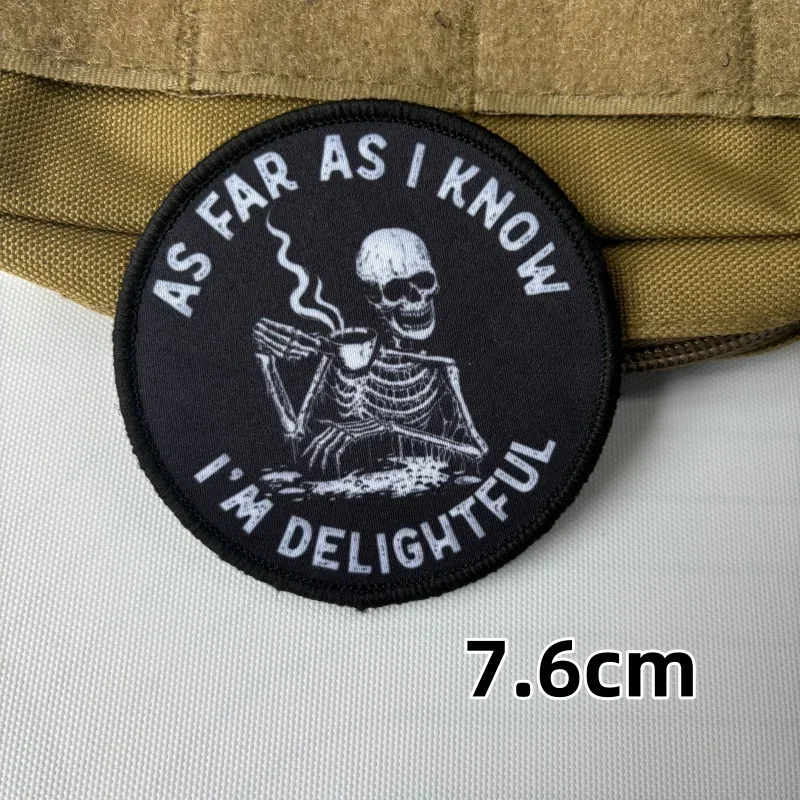 AS FAR AS I KNOW
I'M DELIGHTFUL
7.6cm